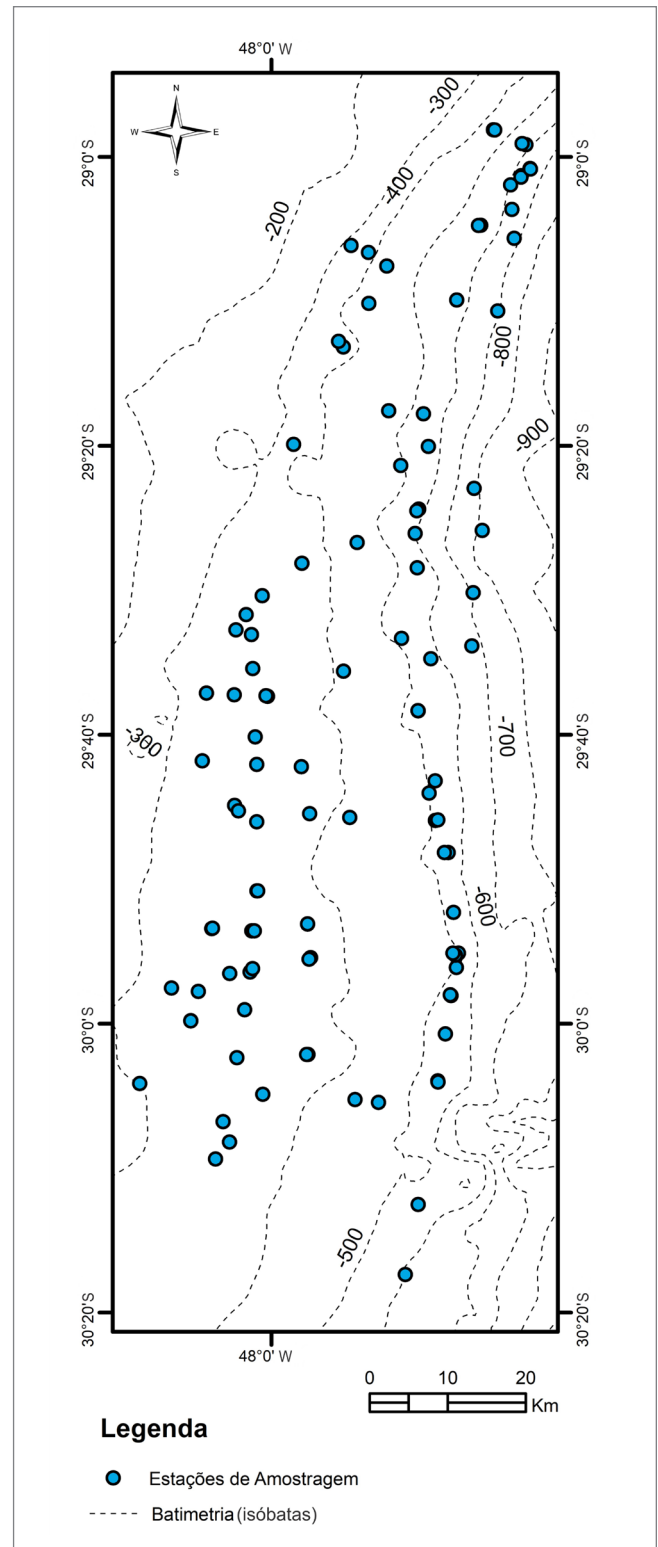 48°0' W
N
W
E
S
29°0'S
29°0'S
-300
-400
-200
-800
29°20'S
29°20'S
-900
29°40'S
29°40'S
-300
-700
-600
30°0'S
30°0'S
-500
30°20'S
30°20'S
48°0' W
0 10 20
Km
Legenda
Estações de Amostragem
Batimetria (isóbatas)